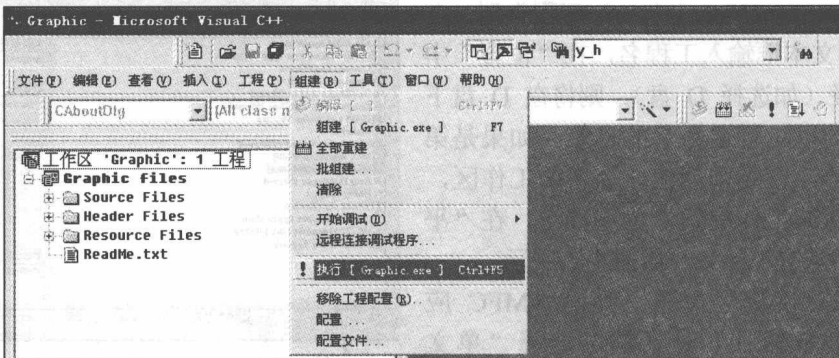 Graphic - Microsoft Visual C++
y_h
文件(F) 编辑(E) 查看(V) 插入(I) 工程(P) 组建(B) 工具(T) 窗口(W) 帮助(H)
CAboutDlg
[All class
编译 [ ] Ctrl+F7
组建 [ Graphic.exe ] F7
全部重建
批组建...
清除
开始调试(D)
远程连接调试程序...
执行 [ Graphic.exe ] Ctrl+F5
移除工程配置(R)...
配置...
配置文件...
工作区 'Graphic': 1 工程
Graphic files
Source Files
Header Files
Resource Files
ReadMe.txt